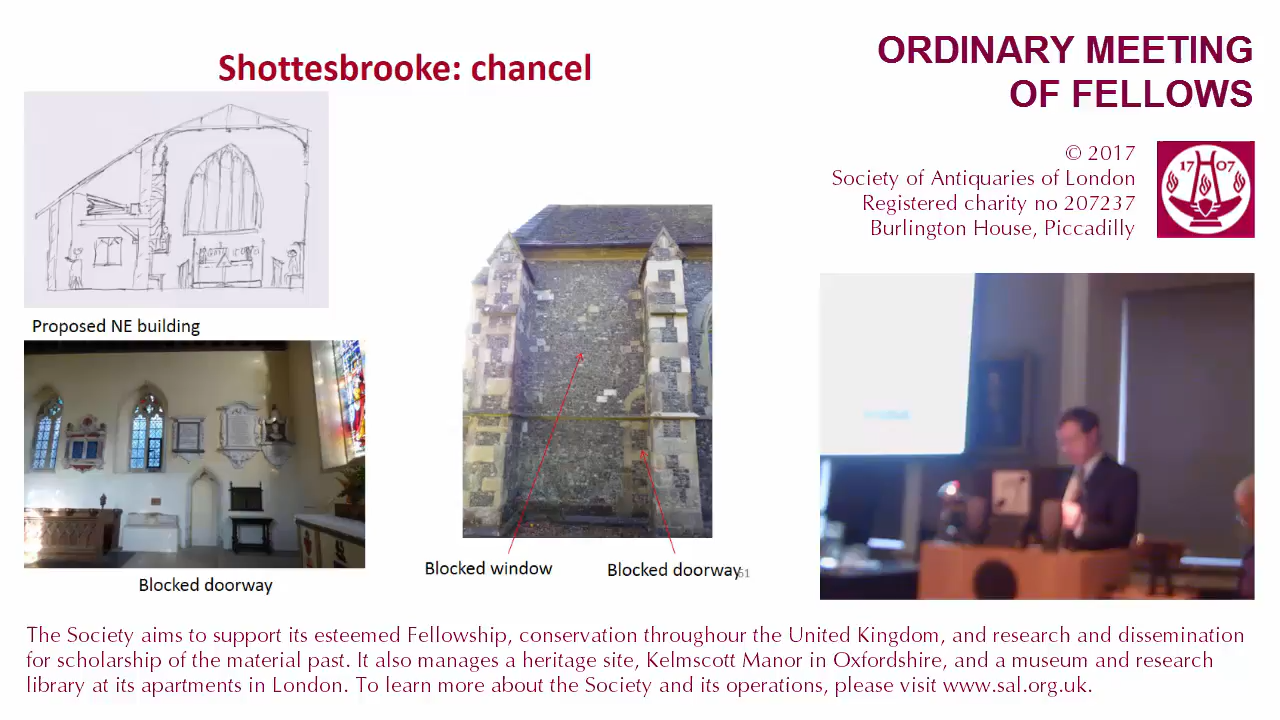 Shottesbrooke: chancel
Proposed NE building
Blocked doorway
Blocked window
Blocked doorway
51
ORDINARY MEETING
OF FELLOWS
© 2017
Society of Antiquaries of London
Registered charity no 207237
Burlington House, Piccadilly
17 07
The Society aims to support its esteemed Fellowship, conservation throughour the United Kingdom, and research and dissemination
for scholarship of the material past. It also manages a heritage site, Kelmscott Manor in Oxfordshire, and a museum and research
library at its apartments in London. To learn more about the Society and its operations, please visit www.sal.org.uk.